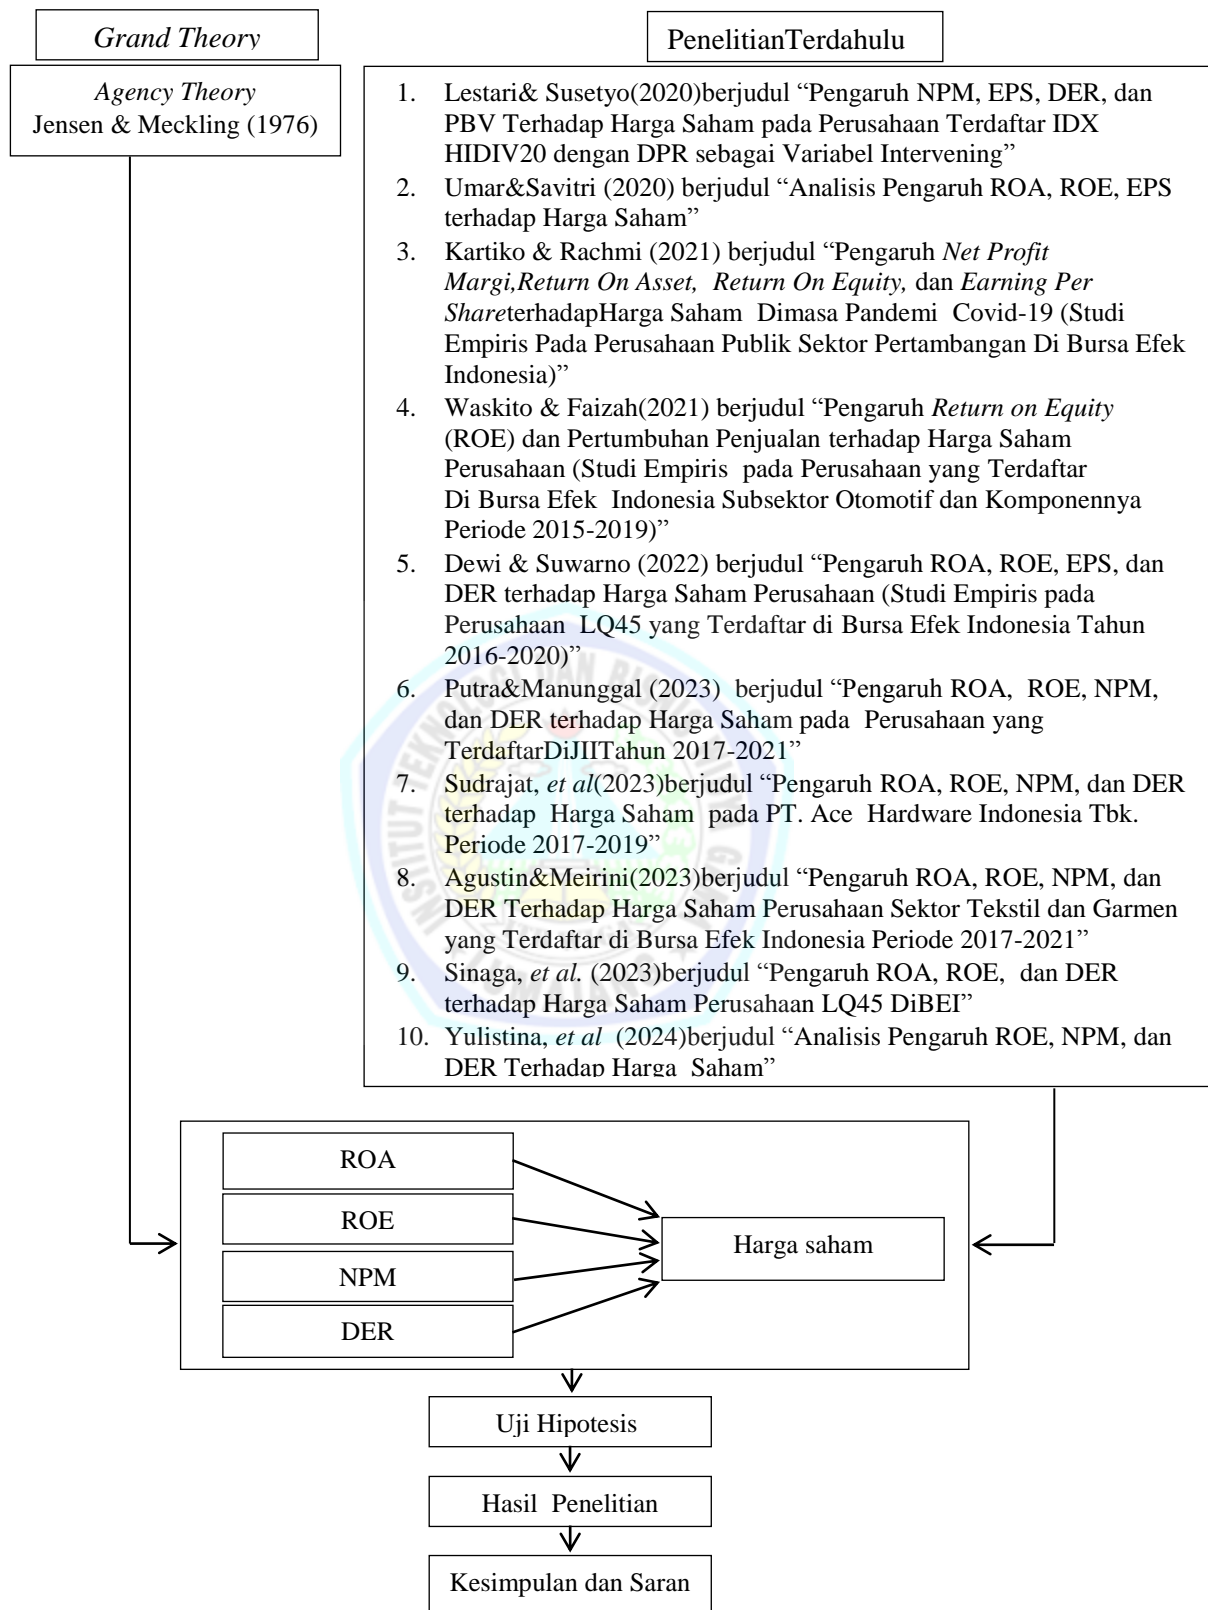 Grand Theory
PenelitianTerdahulu
Agency Theory
Jensen & Meckling (1976)
1. Lestari& Susetyo(2020)berjudul “Pengaruh NPM, EPS, DER, dan
PBV Terhadap Harga Saham pada Perusahaan Terdaftar IDX
HIDIV20 dengan DPR sebagai Variabel Intervening”
2. Umar&Savitri (2020) berjudul “Analisis Pengaruh ROA, ROE, EPS
terhadap Harga Saham”
3. Kartiko & Rachmi (2021) berjudul “Pengaruh Net Profit
Margi,Return On Asset, Return On Equity, dan Earning Per
ShareterhadapHarga Saham Dimasa Pandemi Covid-19 (Studi
Empiris Pada Perusahaan Publik Sektor Pertambangan Di Bursa Efek
Indonesia)”
4. Waskito & Faizah(2021) berjudul “Pengaruh Return on Equity
(ROE) dan Pertumbuhan Penjualan terhadap Harga Saham
Perusahaan (Studi Empiris pada Perusahaan yang Terdaftar
Di Bursa Efek Indonesia Subsektor Otomotif dan Komponennya
Periode 2015-2019)”
5. Dewi & Suwarno (2022) berjudul “Pengaruh ROA, ROE, EPS, dan
DER terhadap Harga Saham Perusahaan (Studi Empiris pada
Perusahaan LQ45 yang Terdaftar di Bursa Efek Indonesia Tahun
2016-2020)”
6. Putra&Manunggal (2023) berjudul “Pengaruh ROA, ROE, NPM,
dan DER terhadap Harga Saham pada Perusahaan yang
TerdaftarDiJIITahun 2017-2021”
7. Sudrajat, et al(2023)berjudul “Pengaruh ROA, ROE, NPM, dan DER
terhadap Harga Saham pada PT. Ace Hardware Indonesia Tbk.
Periode 2017-2019”
8. Agustin&Meirini(2023)berjudul “Pengaruh ROA, ROE, NPM, dan
DER Terhadap Harga Saham Perusahaan Sektor Tekstil dan Garmen
yang Terdaftar di Bursa Efek Indonesia Periode 2017-2021”
9. Sinaga, et al. (2023)berjudul “Pengaruh ROA, ROE, dan DER
terhadap Harga Saham Perusahaan LQ45 DiBEI”
10. Yulistina, et al (2024)berjudul “Analisis Pengaruh ROE, NPM, dan
DER Terhadap Harga Saham”
ROA
ROE
NPM
DER
Harga saham
Uji Hipotesis
Hasil Penelitian
Kesimpulan dan Saran